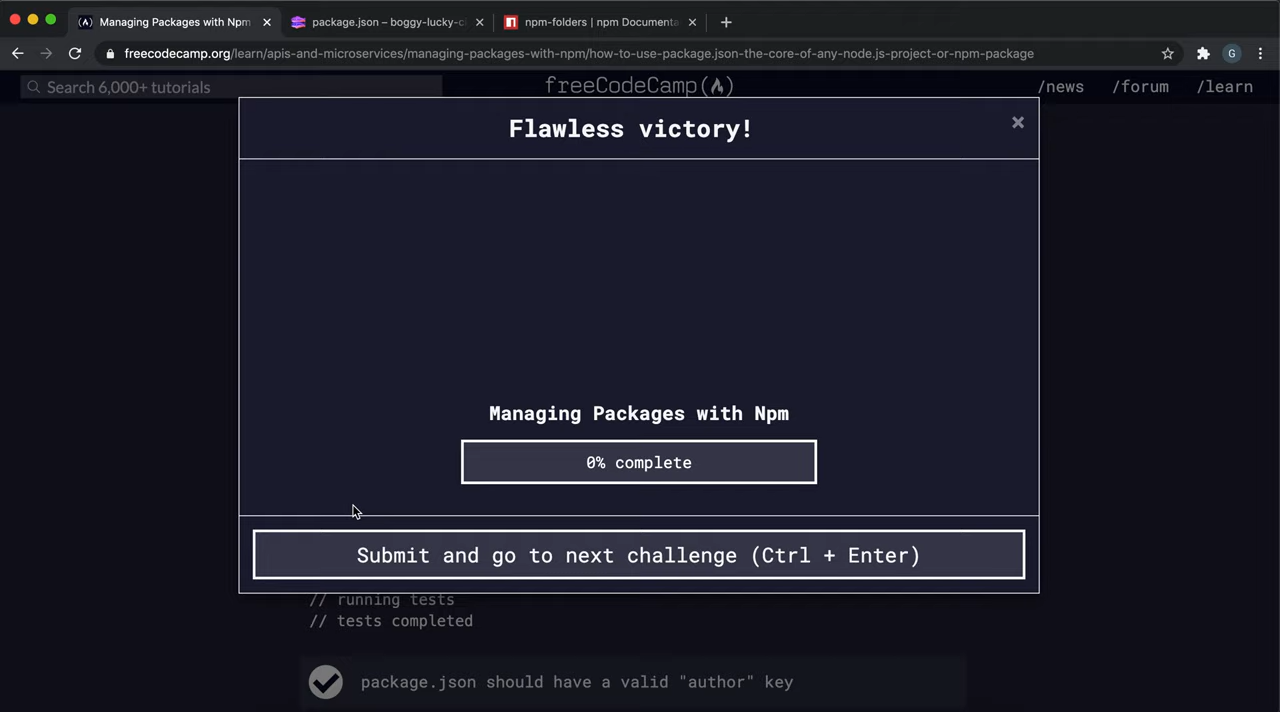 Managing Packages with Npm
package.json – boggy-lucky-c
npm-folders | npm Documenta
freecodecamp.org/learn/apis-and-microservices/managing-packages-with-npm/how-to-use-package.json-the-core-of-any-node.js-project-or-npm-package
G
Search 6,000+ tutorials
freeCodeCamp
/news
/forum
/learn
Flawless victory!
Managing Packages with Npm
0% complete
Submit and go to next challenge (Ctrl + Enter)
// running tests
// tests completed
package.json should have a valid "author" key